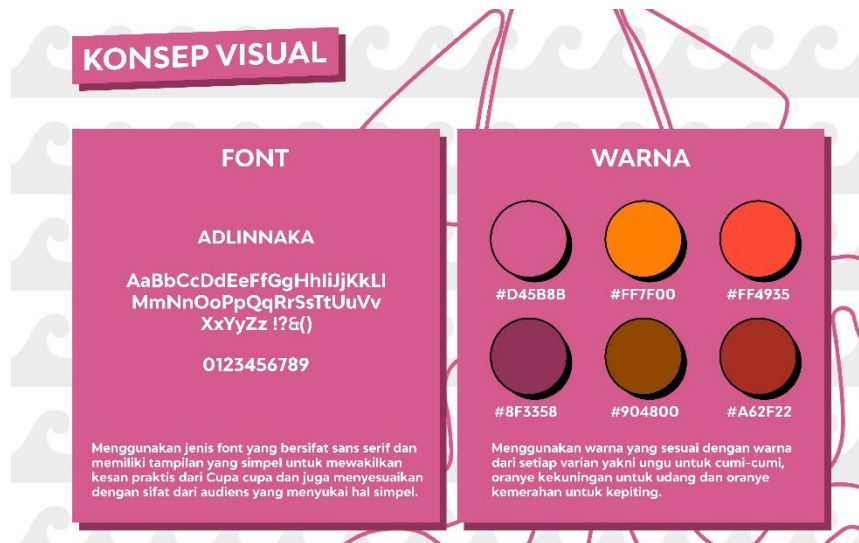 KONSEP VISUAL
FONT
ADLINNAKA
AaBbCcDdEeFfGgHhIiJjKkLl
MmNnOoPpQqRrSsTtUuVv
XxYyZz !?&()
0123456789
Menggunakan jenis font yang bersifat sans serif dan
memiliki tampilan yang simpel untuk mewakilkan
kesan praktis dari Cupa cupa dan juga menyesuaikan
dengan sifat dari audiens yang menyukai hal simpel.
WARNA
#D45B8B #FF7F00 #FF4935
#8F3358 #904800 #A62F22
Menggunakan warna yang sesuai dengan warna
dari setiap varian yakni ungu untuk cumi-cumi,
oranye kekuningan untuk udang dan oranye
kemerahan untuk kepiting.